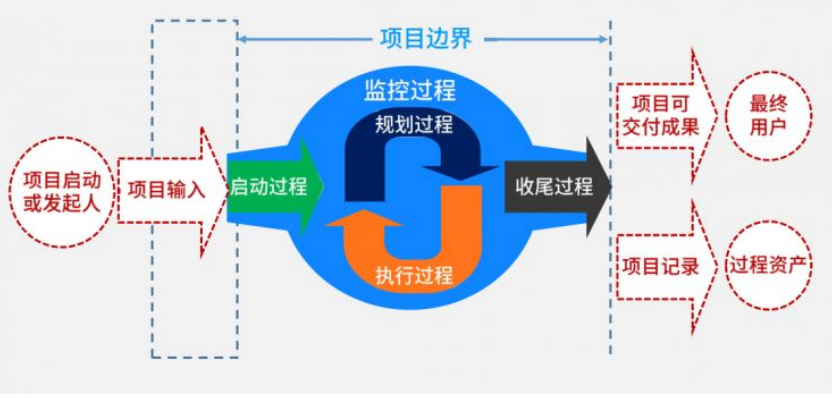 项目边界
监控过程
规划过程
项目启动
或发起人
项目输入
启动过程
收尾过程
执行过程
项目可
交付成果
最终
用户
项目记录
过程资产